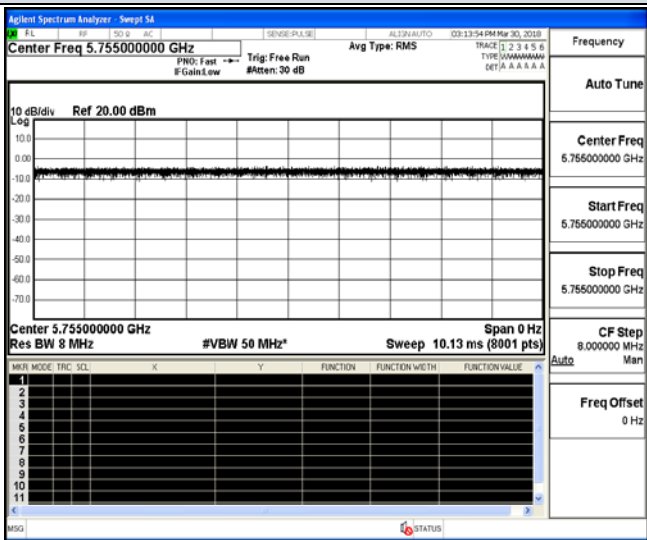 Agilent Spectrum Analyzer - Swept SA
RL RF 50 Ω AC SENSE:PULSE ALIGNAUTO 03:13:54 PM Mar 30, 2018
Center Freq 5.755000000 GHz
PNO: Fast
IFGain:Low
Trig: Free Run
#Atten: 30 dB
Avg Type: RMS
TRACE 1 2 3 4 5 6
TYPE
DET A A A A A A
10 dB/div Ref 20.00 dBm
Log
10.0
0.00
-10.0
-20.0
-30.0
-40.0
-50.0
-60.0
-70.0
Center 5.755000000 GHz Span 0 Hz
Res BW 8 MHz #VBW 50 MHz* Sweep 10.13 ms (8001 pts)
MKR MODE TRC SCL X Y FUNCTION FUNCTION WIDTH FUNCTION VALUE
1
2
3
4
5
6
7
8
9
10
11
MSG STATUS
Frequency
Auto Tune
Center Freq
5.755000000 GHz
Start Freq
5.755000000 GHz
Stop Freq
5.755000000 GHz
CF Step
8.000000 MHz
Auto Man
Freq Offset
0 Hz